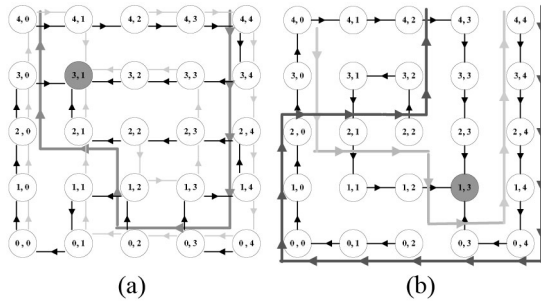 4, 0 4, 1 4, 2 4, 3 4, 4 4, 0 4, 1 4, 2 4, 3 4, 4
3, 0 3, 1 3, 2 3, 3 3, 4 3, 0 3, 1 3, 2 3, 3 3, 4
2, 0 2, 1 2, 2 2, 3 2, 4 2, 0 2, 1 2, 2 2, 3 2, 4
1, 0 1, 1 1, 2 1, 3 1, 4 1, 0 1, 1 1, 2 1, 3 1, 4
0, 0 0, 1 0, 2 0, 3 0, 4 0, 0 0, 1 0, 2 0, 3 0, 4
(a) (b)